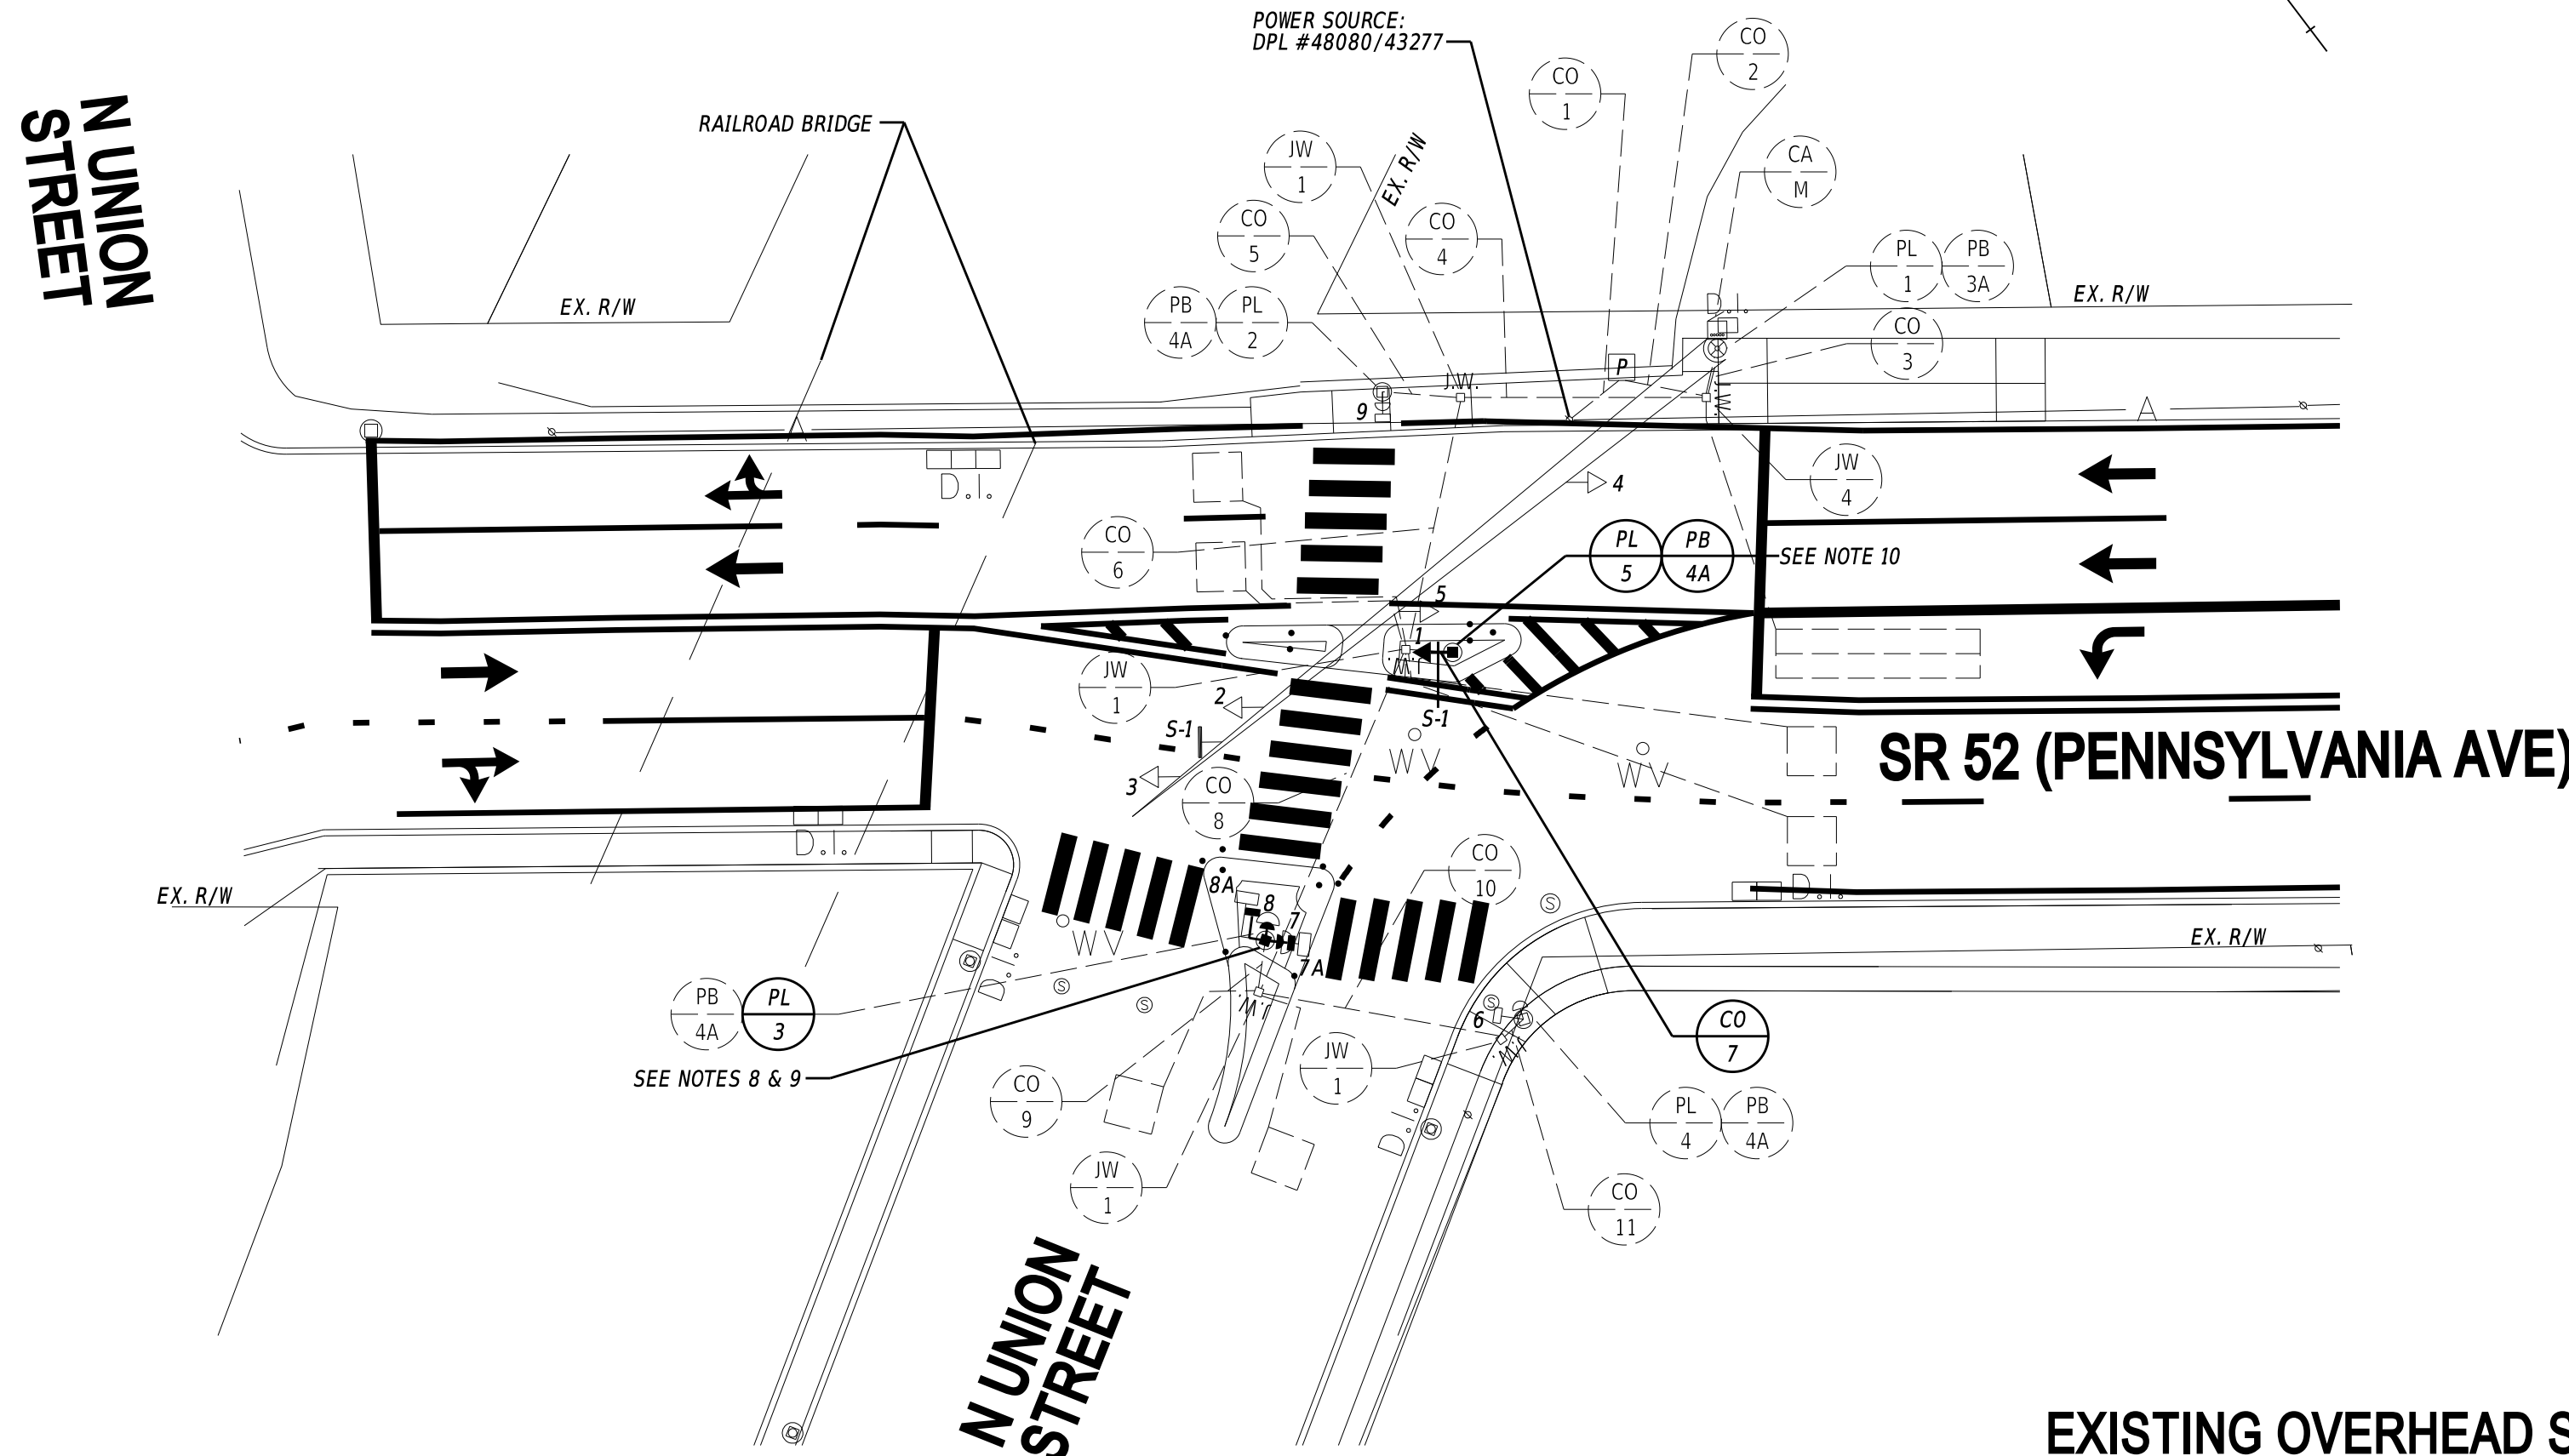 POWER SOURCE:
DPL #48080/43277
CO
2
CO
1
N UNION
STREET
RAILROAD BRIDGE
JW
1
EX. R/W
CA
M
CO
5
CO
4
PL
1
PB
3A
EX. R/W
EX. R/W
D.I.
PB
4A
PL
2
CO
3
P
J.W.
J.W.
9
A
A
D.I.
4
JW
4
CO
6
PL
5
PB
4A
SEE NOTE 10
5
1
J.W.
JW
1
2
S-1
S-1
WV
WV
SR 52 (PENNSYLVANIA AVE)
3
CO
8
D.I.
CO
10
EX. R/W
8A
8
7
D.I.
S
WV
7A
EX. R/W
D.I.
S
S
S
PB
4A
PL
3
J.W.
6
J.W.
CO
7
SEE NOTES 8 & 9
CO
9
JW
1
D.I.
PL
4
PB
4A
JW
1
CO
11
N UNION
STREET
EXISTING OVERHEAD S